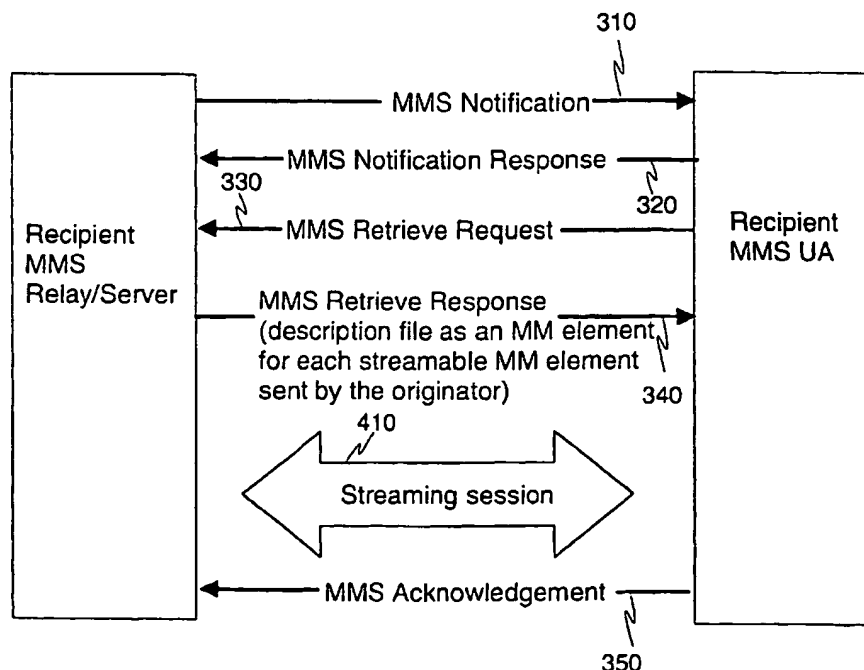 310
MMS Notification
MMS Notification Response
330
320
MMS Retrieve Request
Recipient
MMS
Relay/Server
Recipient
MMS UA
MMS Retrieve Response
(description file as an MM element
for each streamable MM element
sent by the originator)
340
410
Streaming session
MMS Acknowledgement
350